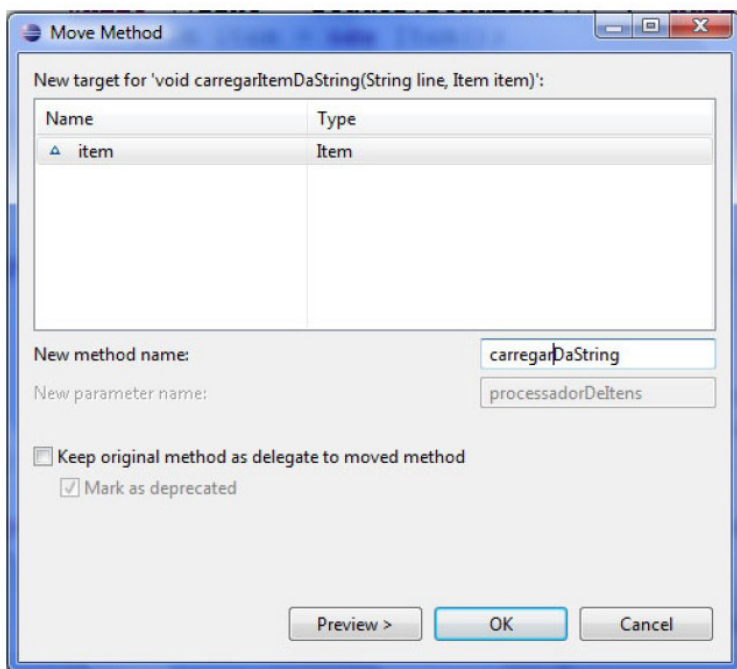 Move Method
New target for 'void carregarItemDaString(String line, Item item)':
Name Type
item Item
New method name: carregarDaString
New parameter name: processadorDeItens
Keep original method as delegate to moved method
Mark as deprecated
Preview > OK Cancel